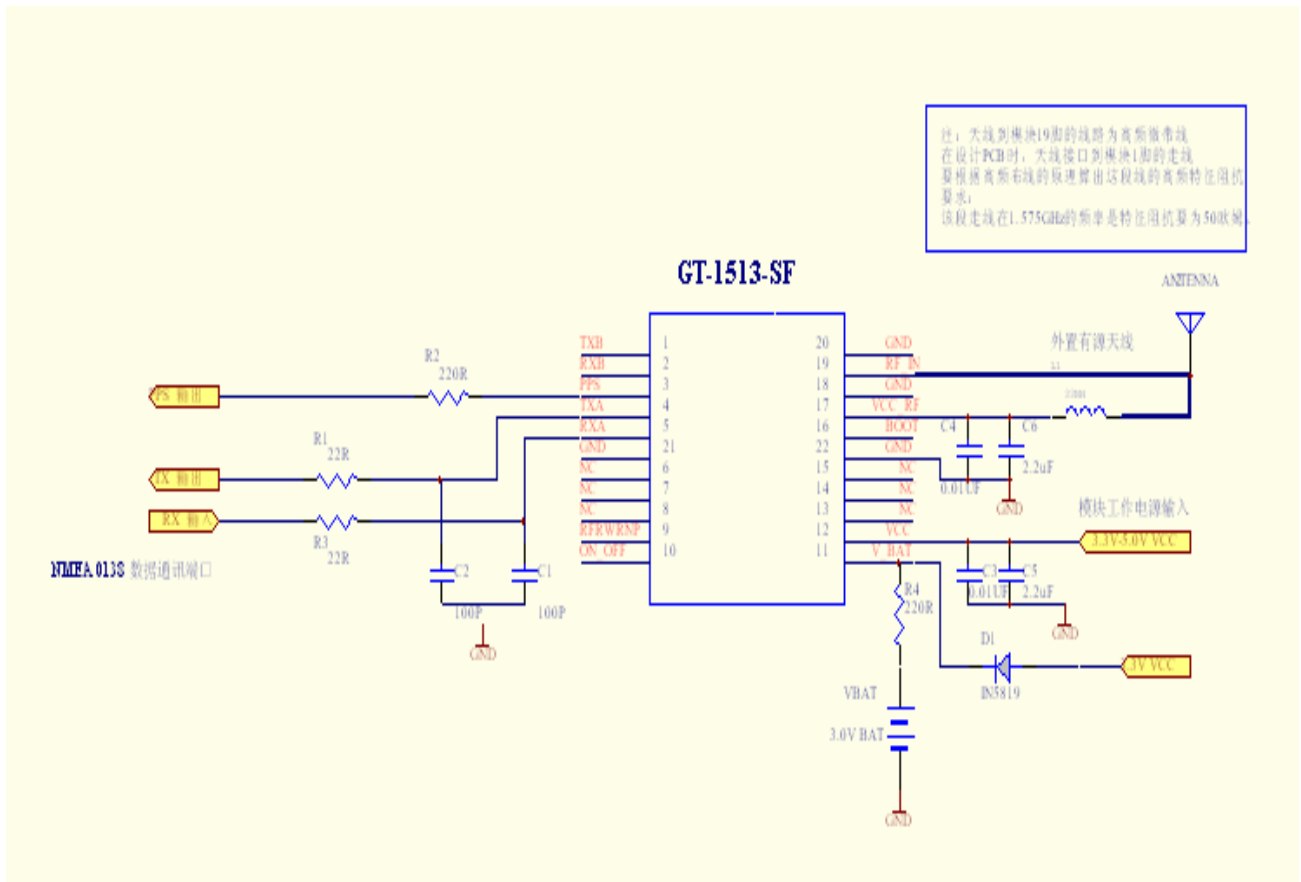 注：天线到模块19脚的线路为高频微带线
在设计PCB时，天线接口到模块1脚的走线
要根据高频布线的原理算出这段线的高频特征阻抗
要求：
该段走线在1.575GHz的频率是特征阻抗要为50欧姆
GT-1513-SF
ANTENNA
外置有源天线
L1
TXB 1
RXB 2
PPS 3
TXA 4
RXA 5
GND 21
NC 6
NC 7
NC 8
RFRWRNP 9
ON_OFF 10
20 GND
19 RF_IN
18 GND
17 VCC_RF
16 BOOT
22 GND
15 NC
14 NC
13 NC
12 VCC
11 V_BAT
R2
220R
PPS 输出
R1
22R
TX 输出
RX 输入
R3
22R
NMEA 0138 数据通讯端口
C2
100P
C1
100P
GND
C4
0.01UF
C6
2.2uF
GND
模块工作电源输入
3.3V-5.0V VCC
C3
0.01UF
C5
2.2uF
GND
R4
220R
D1
IN5819
3V VCC
VBAT
3.0V BAT
GND